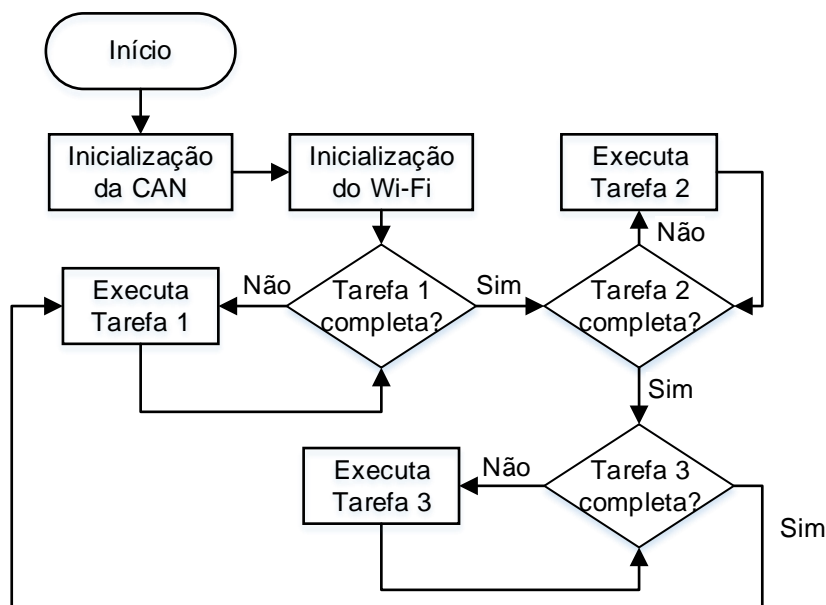 Início
Inicialização
da CAN
Inicialização
do Wi-Fi
Executa
Tarefa 2
Não
Executa
Tarefa 1
Não
Tarefa 1
completa?
Sim
Tarefa 2
completa?
Sim
Executa
Tarefa 3
Não
Tarefa 3
completa?
Sim